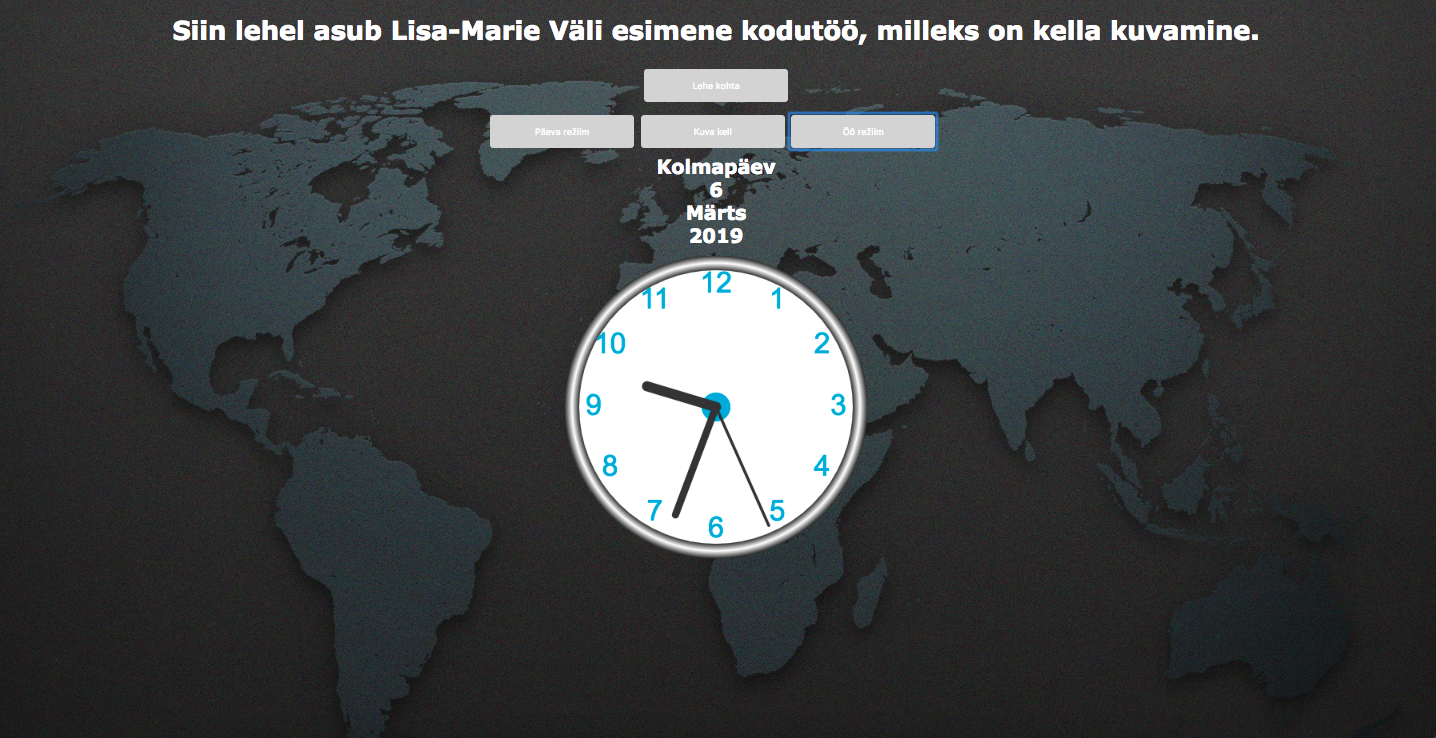 Siin lehel asub Lisa-Marie Väli esimene kodutöö, milleks on kella kuvamine.
Lehe kohta
Päeva režiim Kuva kell Öö režiim
Kolmapäev
6
Märts
2019
12
11 1
10 2
9 3
8 4
7 5
6